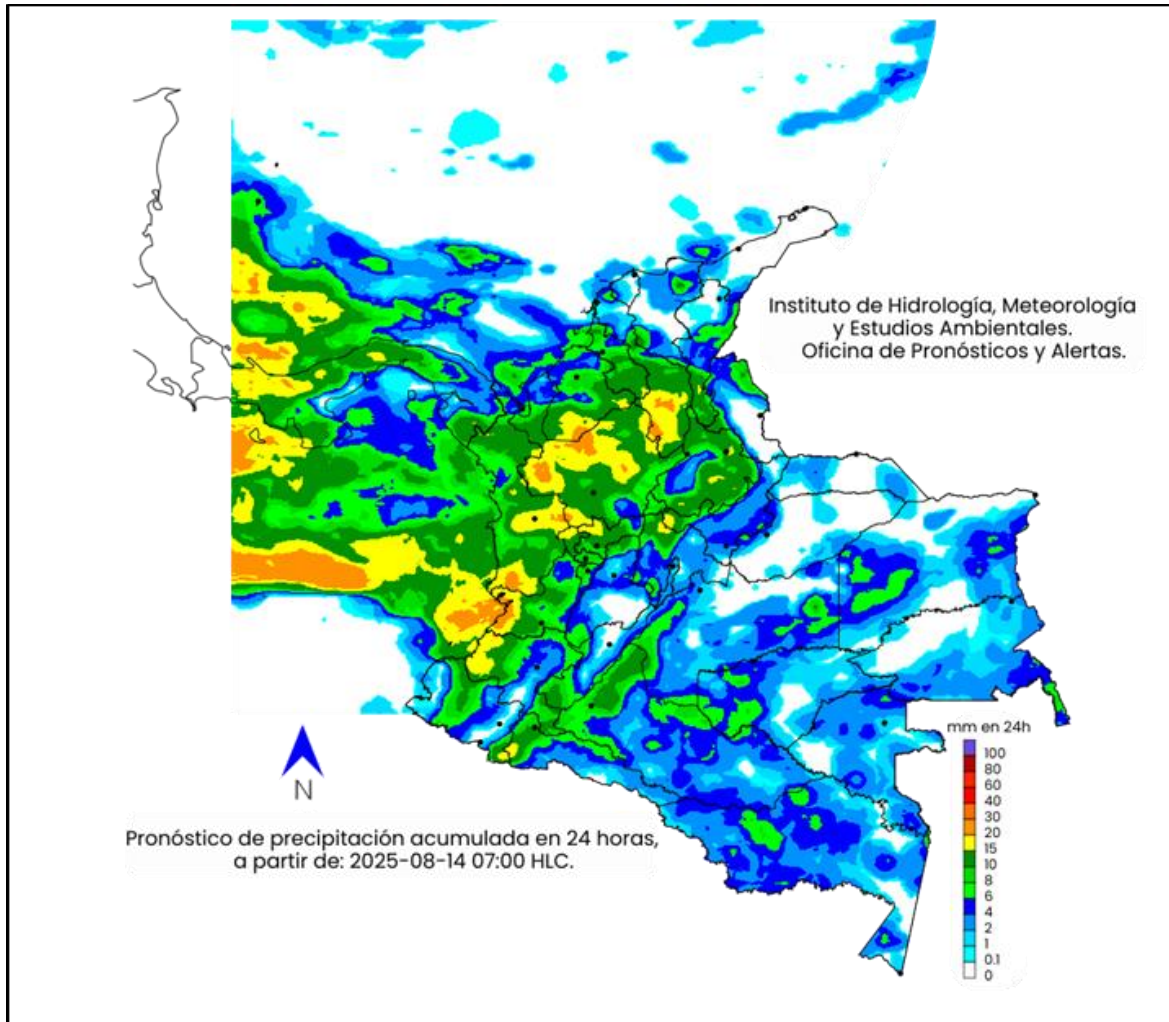 Instituto de Hidrología, Meteorología
y Estudios Ambientales.
Oficina de Pronósticos y Alertas.
mm en 24h
100
80
60
40
30
20
15
10
8
6
4
2
1
0.1
0
N
Pronóstico de precipitación acumulada en 24 horas,
a partir de: 2025-08-14 07:00 HLC.